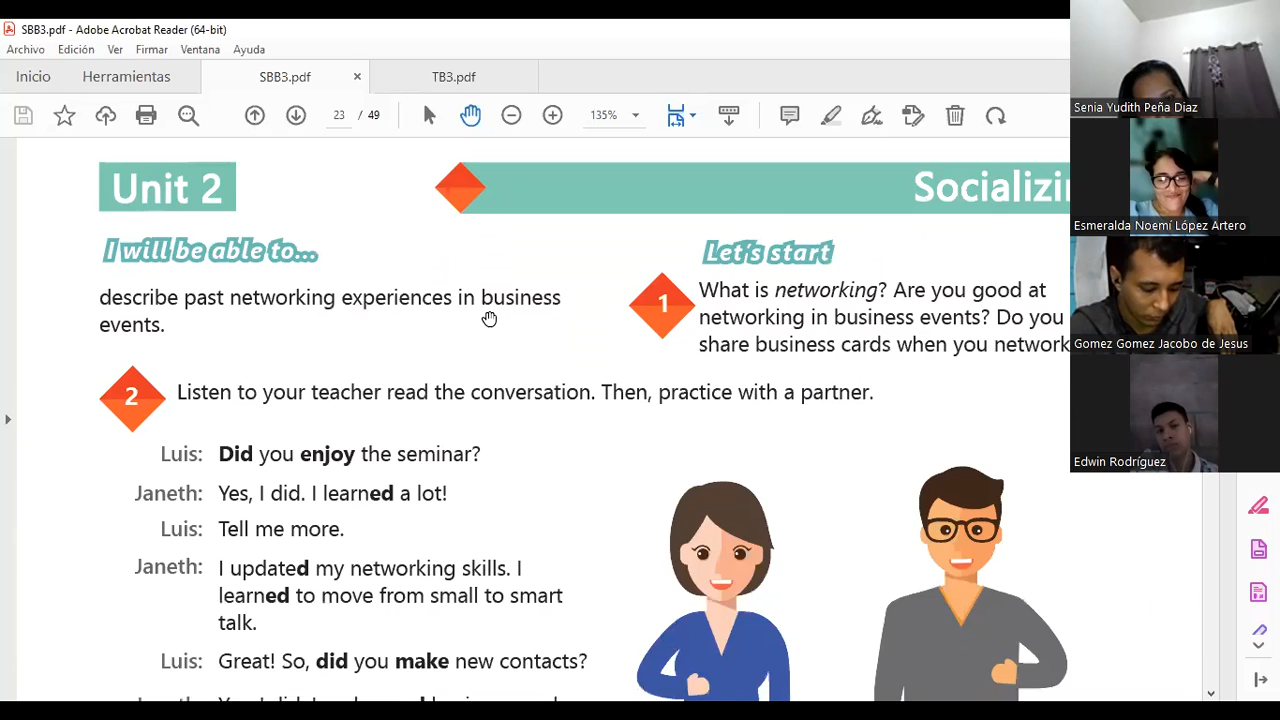 SBB3.pdf - Adobe Acrobat Reader (64-bit)
Archivo Edición Ver Firmar Ventana Ayuda
Inicio Herramientas SBB3.pdf × TB3.pdf
23 / 49 135%
Unit 2
Socializi
I will be able to...
describe past networking experiences in business
events.
Let's start
1
What is networking? Are you good at
networking in business events? Do you
share business cards when you network
2
Listen to your teacher read the conversation. Then, practice with a partner.
Luis: Did you enjoy the seminar?
Janeth: Yes, I did. I learned a lot!
Luis: Tell me more.
Janeth: I updated my networking skills. I
learned to move from small to smart
talk.
Luis: Great! So, did you make new contacts?
Senia Yudith Peña Diaz
Esmeralda Noemí López Artero
Gomez Gomez Jacobo de Jesus
Edwin Rodríguez